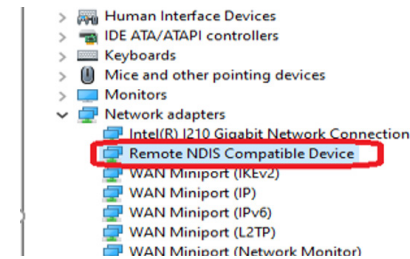 Human Interface Devices
IDE ATA/ATAPI controllers
Keyboards
Mice and other pointing devices
Monitors
Network adapters
Intel(R) I210 Gigabit Network Connection
Remote NDIS Compatible Device
WAN Miniport (IKEv2)
WAN Miniport (IP)
WAN Miniport (IPv6)
WAN Miniport (L2TP)
WAN Miniport (Network Monitor)